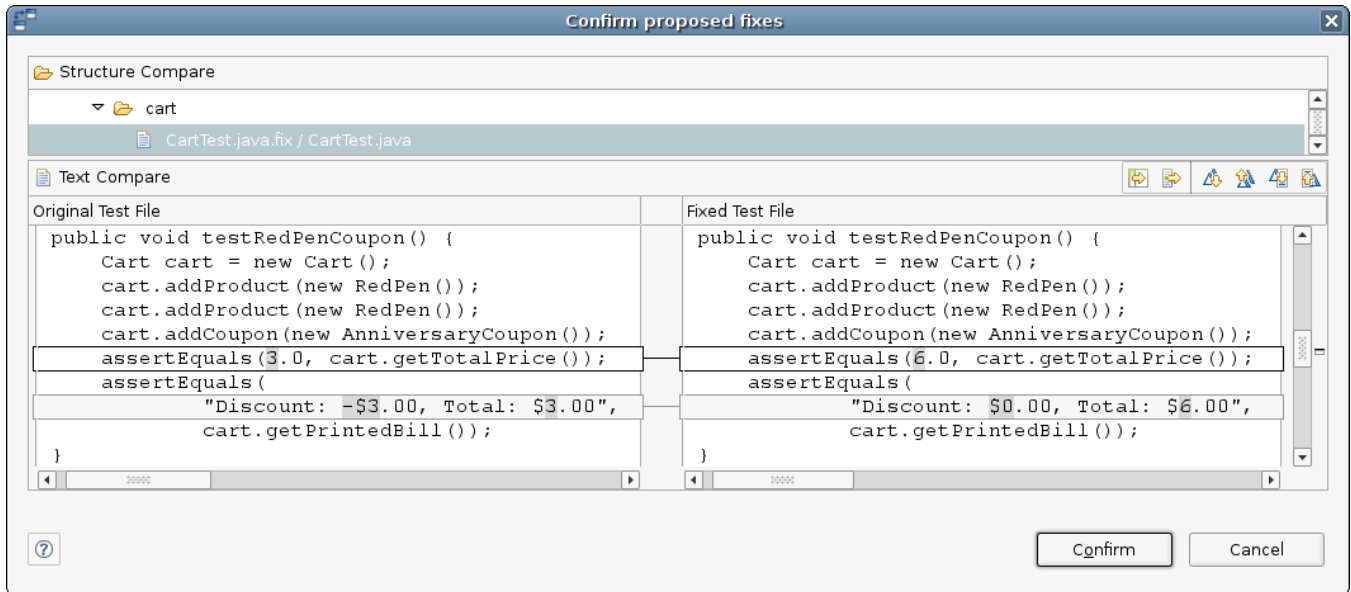 Confirm proposed fixes
Structure Compare
cart
CartTest.java.fix / CartTest.java
Text Compare
Original Test File
public void testRedPenCoupon() {
Cart cart = new Cart();
cart.addProduct(new RedPen());
cart.addProduct(new RedPen());
cart.addCoupon(new AnniversaryCoupon());
assertEquals(3.0, cart.getTotalPrice());
assertEquals(
"Discount: -$3.00, Total: $3.00",
cart.getPrintedBill());
}
Fixed Test File
public void testRedPenCoupon() {
Cart cart = new Cart();
cart.addProduct(new RedPen());
cart.addProduct(new RedPen());
cart.addCoupon(new AnniversaryCoupon());
assertEquals(6.0, cart.getTotalPrice());
assertEquals(
"Discount: $0.00, Total: $6.00",
cart.getPrintedBill());
}
?
Confirm
Cancel